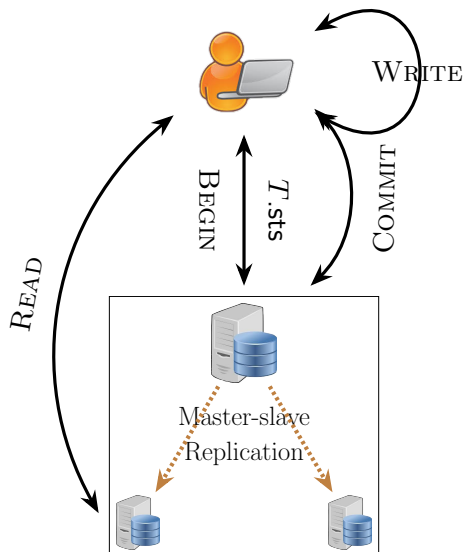 WRITE
COMMIT
BEGIN
T.sts
READ
Master-slave
Replication